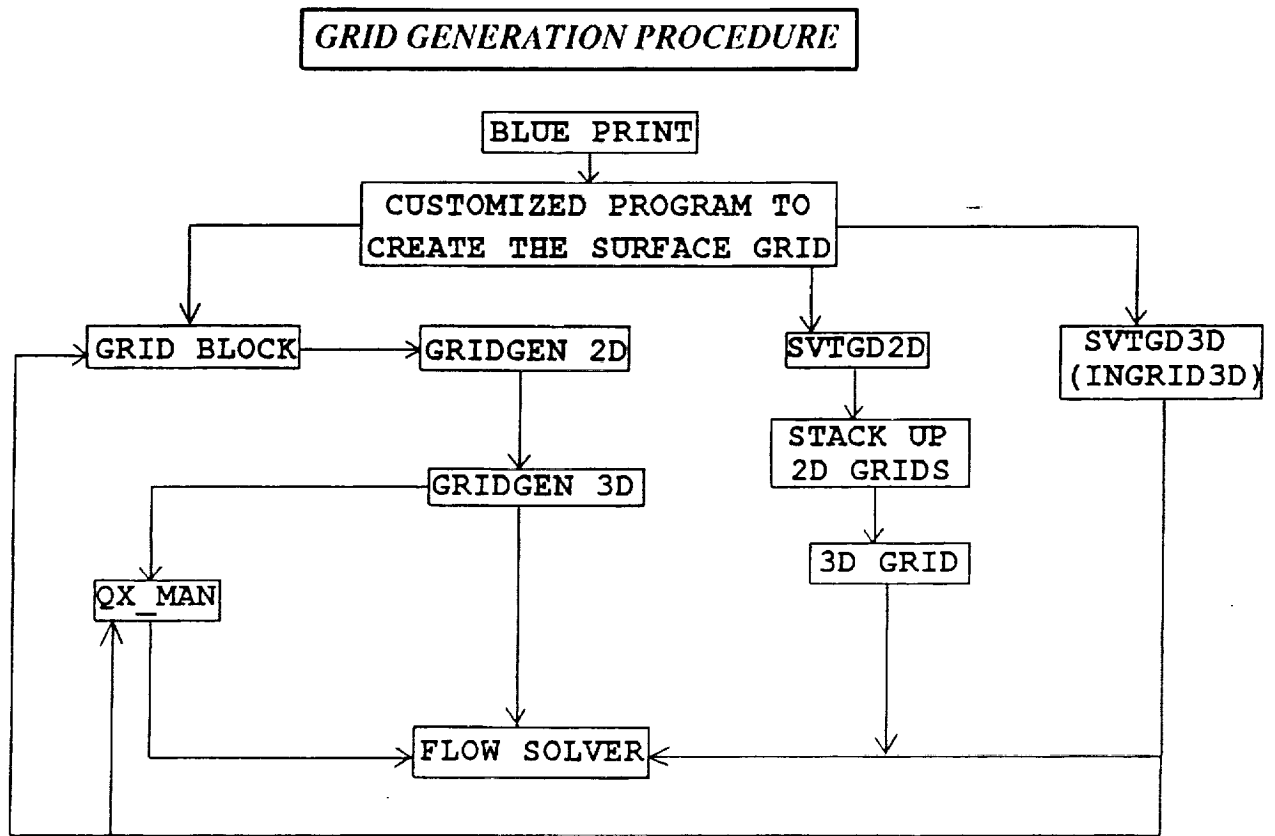 GRID GENERATION PROCEDURE
BLUE PRINT
CUSTOMIZED PROGRAM TO
CREATE THE SURFACE GRID
GRID BLOCK
GRIDGEN 2D
SVTGD2D
SVTGD3D
(INGRID3D)
STACK UP
2D GRIDS
GRIDGEN 3D
3D GRID
QX_MAN
FLOW SOLVER